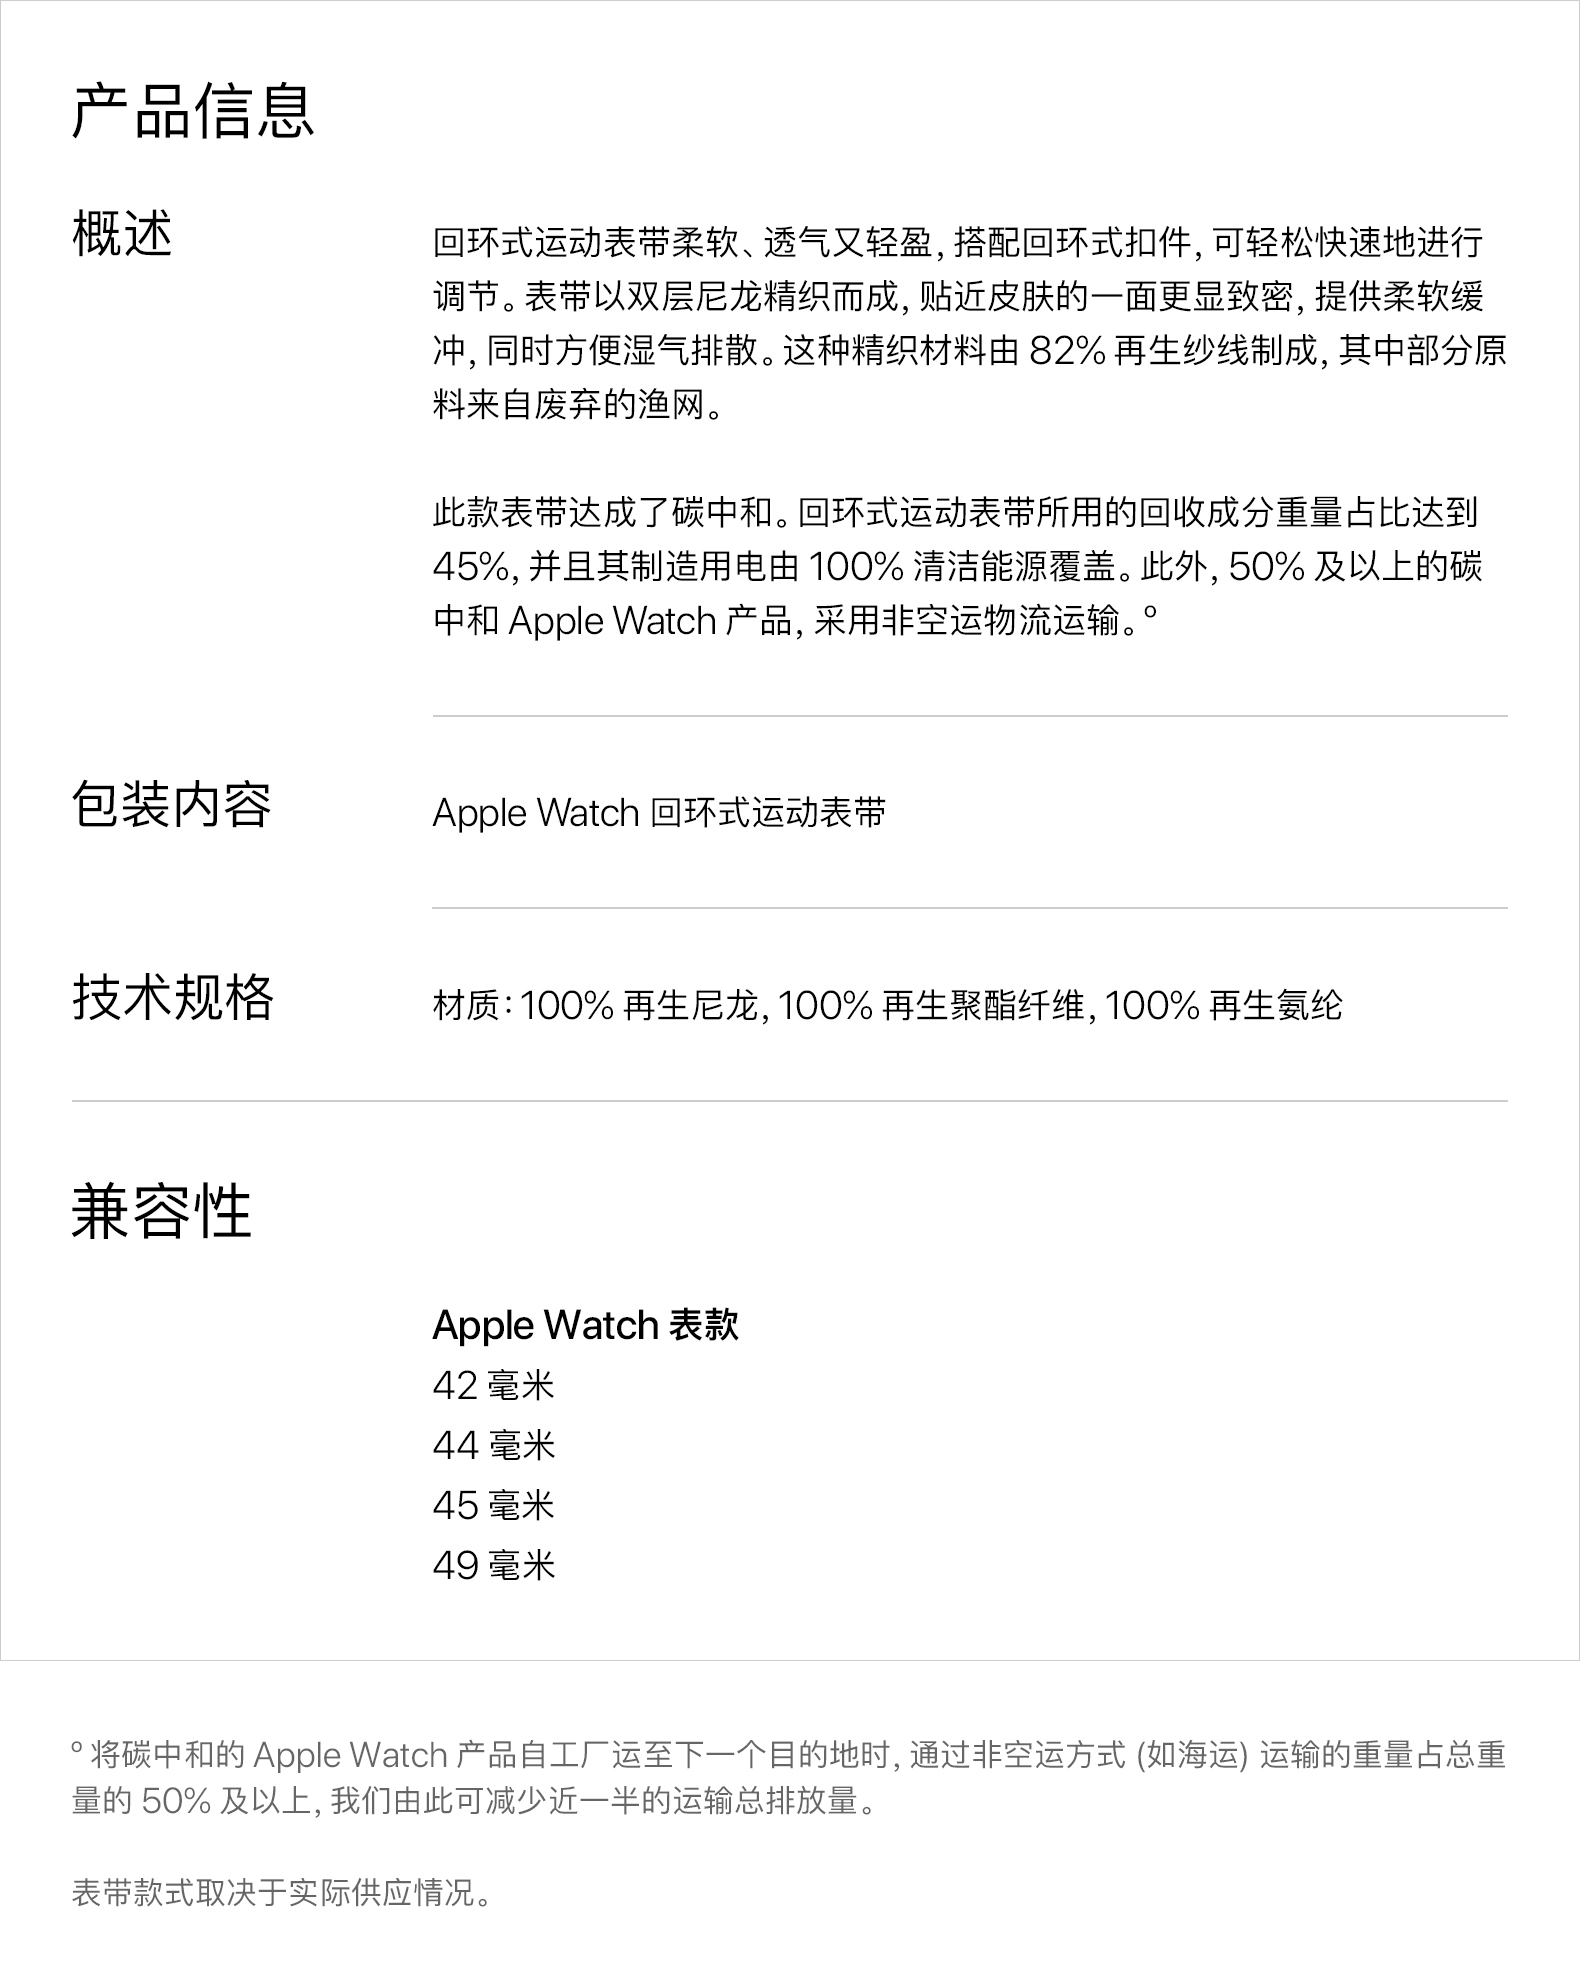 产品信息
概述
回环式运动表带柔软、透气又轻盈，搭配回环式扣件，可轻松快速地进行
调节。表带以双层尼龙精织而成，贴近皮肤的一面更显致密，提供柔软缓
冲，同时方便湿气排散。这种精织材料由 82% 再生纱线制成，其中部分原
料来自废弃的渔网。
此款表带达成了碳中和。回环式运动表带所用的回收成分重量占比达到
45%，并且其制造用电由 100% 清洁能源覆盖。此外，50% 及以上的碳
中和 Apple Watch 产品，采用非空运物流运输。º
包装内容
Apple Watch 回环式运动表带
技术规格
材质：100% 再生尼龙，100% 再生聚酯纤维，100% 再生氨纶
兼容性
Apple Watch 表款
42 毫米
44 毫米
45 毫米
49 毫米
º 将碳中和的 Apple Watch 产品自工厂运至下一个目的地时，通过非空运方式 (如海运) 运输的重量占总重
量的 50% 及以上，我们由此可减少近一半的运输总排放量。
表带款式取决于实际供应情况。